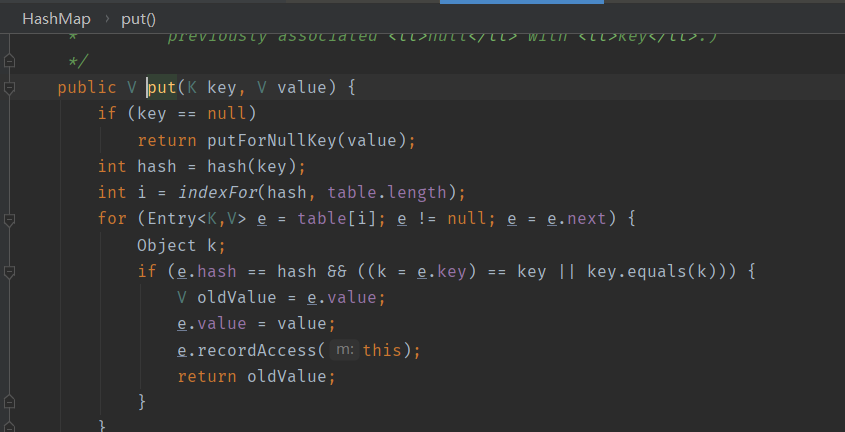 HashMap › put()
* previously associated <tt>null</tt> with <tt>key</tt>.)
*/
public V put(K key, V value) {
if (key == null)
return putForNullKey(value);
int hash = hash(key);
int i = indexFor(hash, table.length);
for (Entry<K,V> e = table[i]; e != null; e = e.next) {
Object k;
if (e.hash == hash && ((k = e.key) == key || key.equals(k))) {
V oldValue = e.value;
e.value = value;
e.recordAccess( m: this);
return oldValue;
}
}